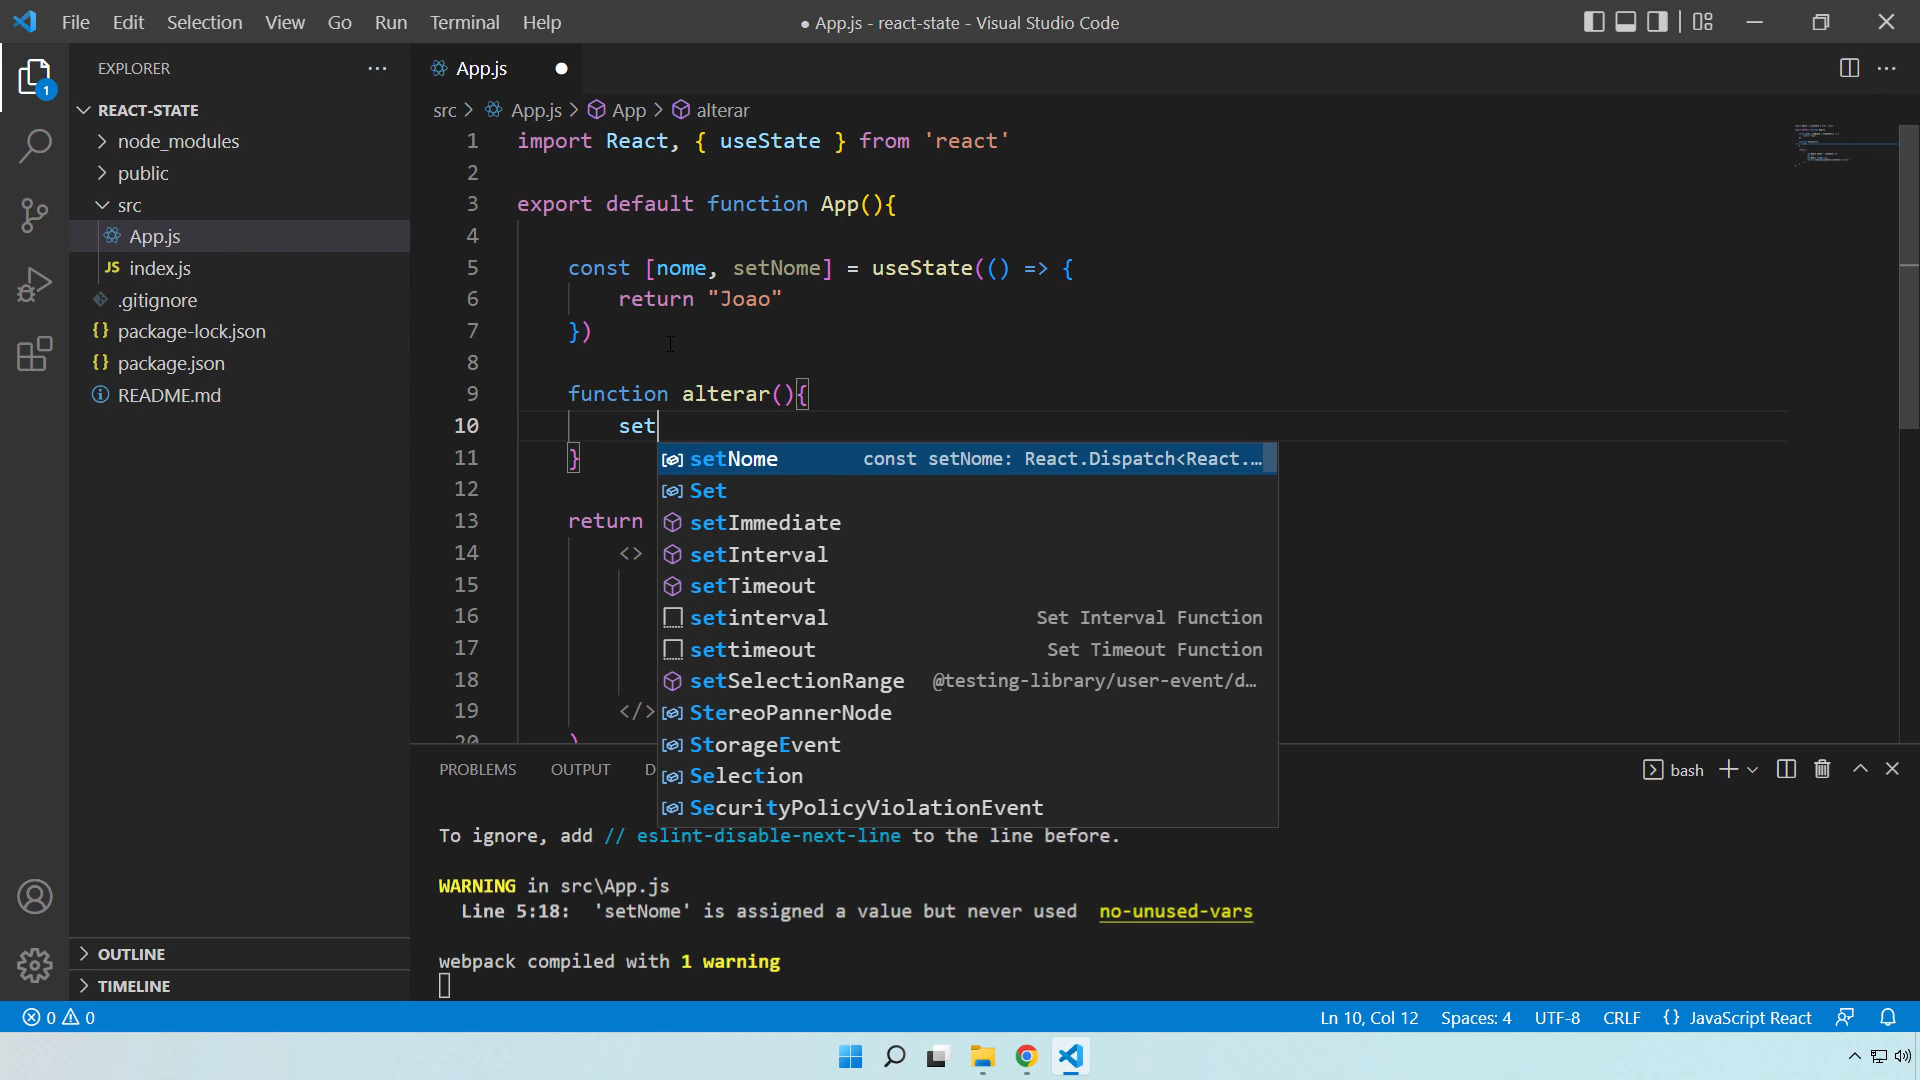 File Edit Selection View Go Run Terminal Help
● App.js - react-state - Visual Studio Code
EXPLORER
REACT-STATE
node_modules
public
src
App.js
JS index.js
.gitignore
{} package-lock.json
{} package.json
README.md
OUTLINE
TIMELINE
1
App.js
src > App.js > App > alterar
1 import React, { useState } from 'react'
2
3 export default function App(){
4
5 const [nome, setNome] = useState(() => {
6 return "Joao"
7 })
8
9 function alterar(){
10 set
11 }
12
13 return
14 <>
15
16
17
18
19 </>
20 )
setNome const setNome: React.Dispatch<React.…
Set
setImmediate
setInterval
setTimeout
setinterval Set Interval Function
settimeout Set Timeout Function
setSelectionRange @testing-library/user-event/d…
StereoPannerNode
StorageEvent
Selection
SecurityPolicyViolationEvent
PROBLEMS OUTPUT D
bash
To ignore, add // eslint-disable-next-line to the line before.
WARNING in src\App.js
Line 5:18: 'setNome' is assigned a value but never used no-unused-vars
webpack compiled with 1 warning
0 0
Ln 10, Col 12 Spaces: 4 UTF-8 CRLF {} JavaScript React